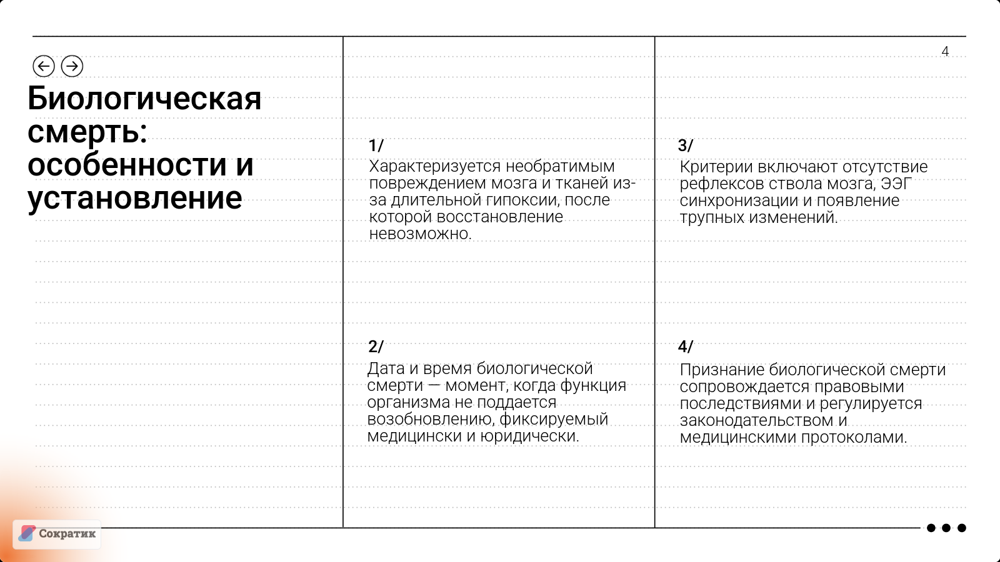 4
Биологическая
смерть:
особенности и
установление
1/
Характеризуется необратимым
повреждением мозга и тканей из-
за длительной гипоксии, после
которой восстановление
невозможно.
2/
Дата и время биологической
смерти — момент, когда функция
организма не поддается
возобновлению, фиксируемый
медицински и юридически.
3/
Критерии включают отсутствие
рефлексов ствола мозга, ЭЭГ
синхронизации и появление
трупных изменений.
4/
Признание биологической смерти
сопровождается правовыми
последствиями и регулируется
законодательством и
медицинскими протоколами.
Сократик